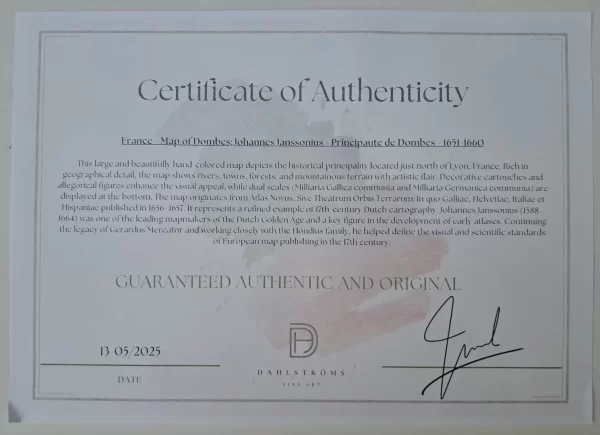 Certificate of Authenticity
France - Map of Dombes; Johannes Janssonius - Principaute de Dombes - 1651-1660
This large and beautifully hand-colored map depicts the historical principality located just north of Lyon, France. Rich in
geographical detail, the map shows rivers, towns, forests, and mountainous terrain with artistic flair. Decorative cartouches and
allegorical figures enhance the visual appeal, while dual scales (Milliaria Gallica communia and Milliaria Germanica communia) are
displayed at the bottom. The map originates from Atlas Novus, Sive Theatrum Orbis Terrarum: In quo Galliae, Helvetiae, Italiae et
Hispaniae published in 1656-1657. It represents a refined example of 17th-century Dutch cartography. Johannes Janssonius (1588-
1664) was one of the leading mapmakers of the Dutch Golden Age and a key figure in the development of early atlases. Continuing
the legacy of Gerardus Mercator and working closely with the Hondius family, he helped define the visual and scientific standards
of European map publishing in the 17th century.
GUARANTEED AUTHENTIC AND ORIGINAL
13-05/2025
DATE
DAHLSTRÖMS
FINE ART